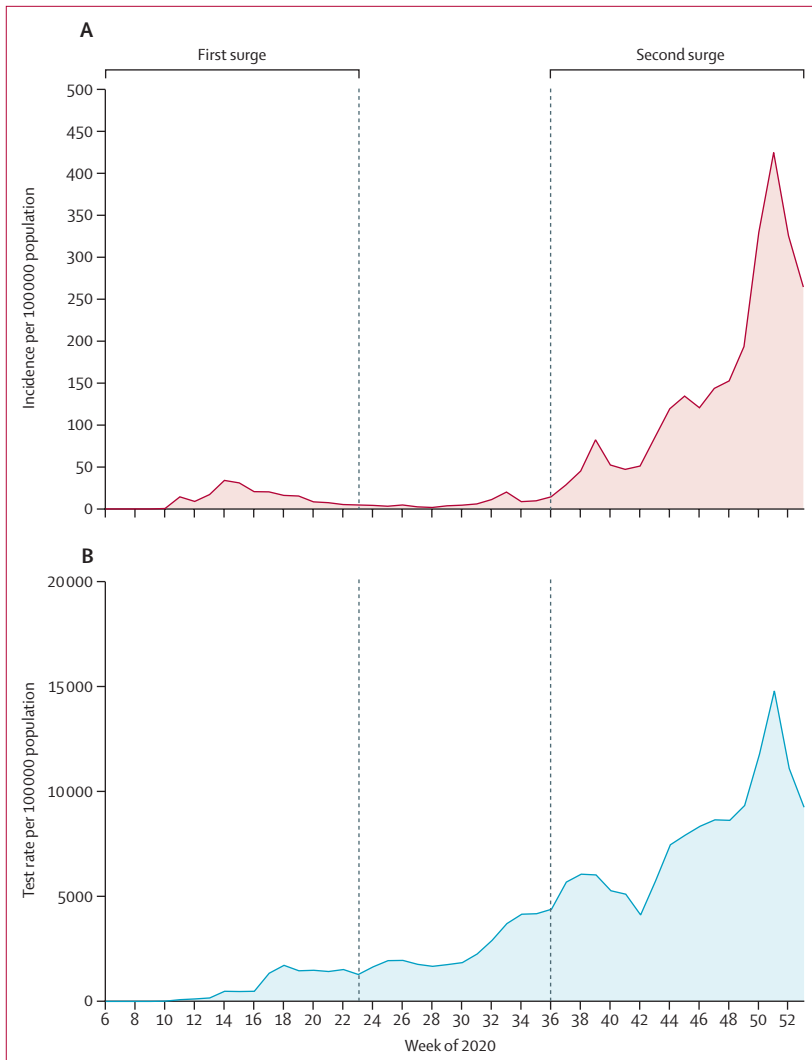 A
First surge
Second surge
500
450
400
350
300
250
200
150
100
50
0
Incidence per 100 000 population
B
20 000
15 000
10 000
5000
0
Test rate per 100 000 population
6 8 10 12 14 16 18 20 22 24 26 28 30 32 34 36 38 40 42 44 46 48 50 52
Week of 2020